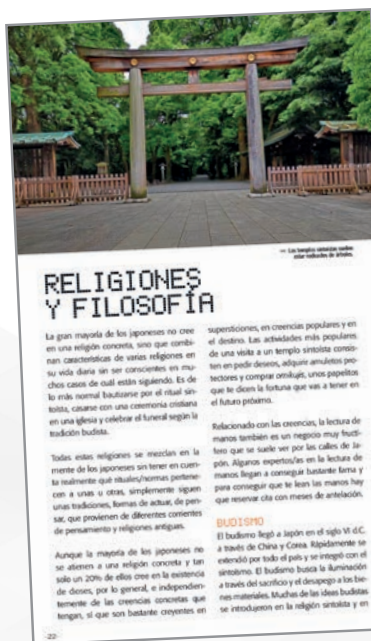 Los templos sintoístas suelen
estar rodeados de árboles.
RELIGIONES
Y FILOSOFÍA
La gran mayoría de los japoneses no cree
en una religión concreta, sino que combi-
nan características de varias religiones en
su vida diaria sin ser conscientes en mu-
chos casos de cuál están siguiendo. Es de
lo más normal bautizarse por el ritual sin-
toísta, casarse con una ceremonia cristiana
en una iglesia y celebrar el funeral según la
tradición budista.
Todas estas religiones se mezclan en la
mente de los japoneses sin tener en cuen-
ta realmente qué rituales/normas pertene-
cen a unas u otras, simplemente siguen
unas tradiciones, formas de actuar, de pen-
sar, que provienen de diferentes corrientes
de pensamiento y religiones antiguas.
Aunque la mayoría de los japoneses no
se atienen a una religión concreta y tan
solo un 20% de ellos cree en la existencia
de dioses, por lo general, e independien-
temente de las creencias concretas que
tengan, sí que son bastante creyentes en
supersticiones, en creencias populares y en
el destino. Las actividades más populares
de una visita a un templo sintoísta consis-
ten en pedir deseos, adquirir amuletos pro-
tectores y comprar omikujis, unos papelitos
que te dicen la fortuna que vas a tener en
el futuro próximo.
Relacionado con las creencias, la lectura de
manos también es un negocio muy fructí-
fero que se suele ver por las calles de Ja-
pón. Algunos expertos/as en la lectura de
manos llegan a conseguir bastante fama y
para conseguir que te lean las manos hay
que reservar cita con meses de antelación.
BUDISMO
El budismo llegó a Japón en el siglo VI d.C.
a través de China y Corea. Rápidamente se
extendió por todo el país y se integró con el
sintoísmo. El budismo busca la iluminación
a través del sacrificio y el desapego a los bie-
nes materiales. Muchas de las ideas budistas
se introdujeron en la religión sintoísta y en
-22-